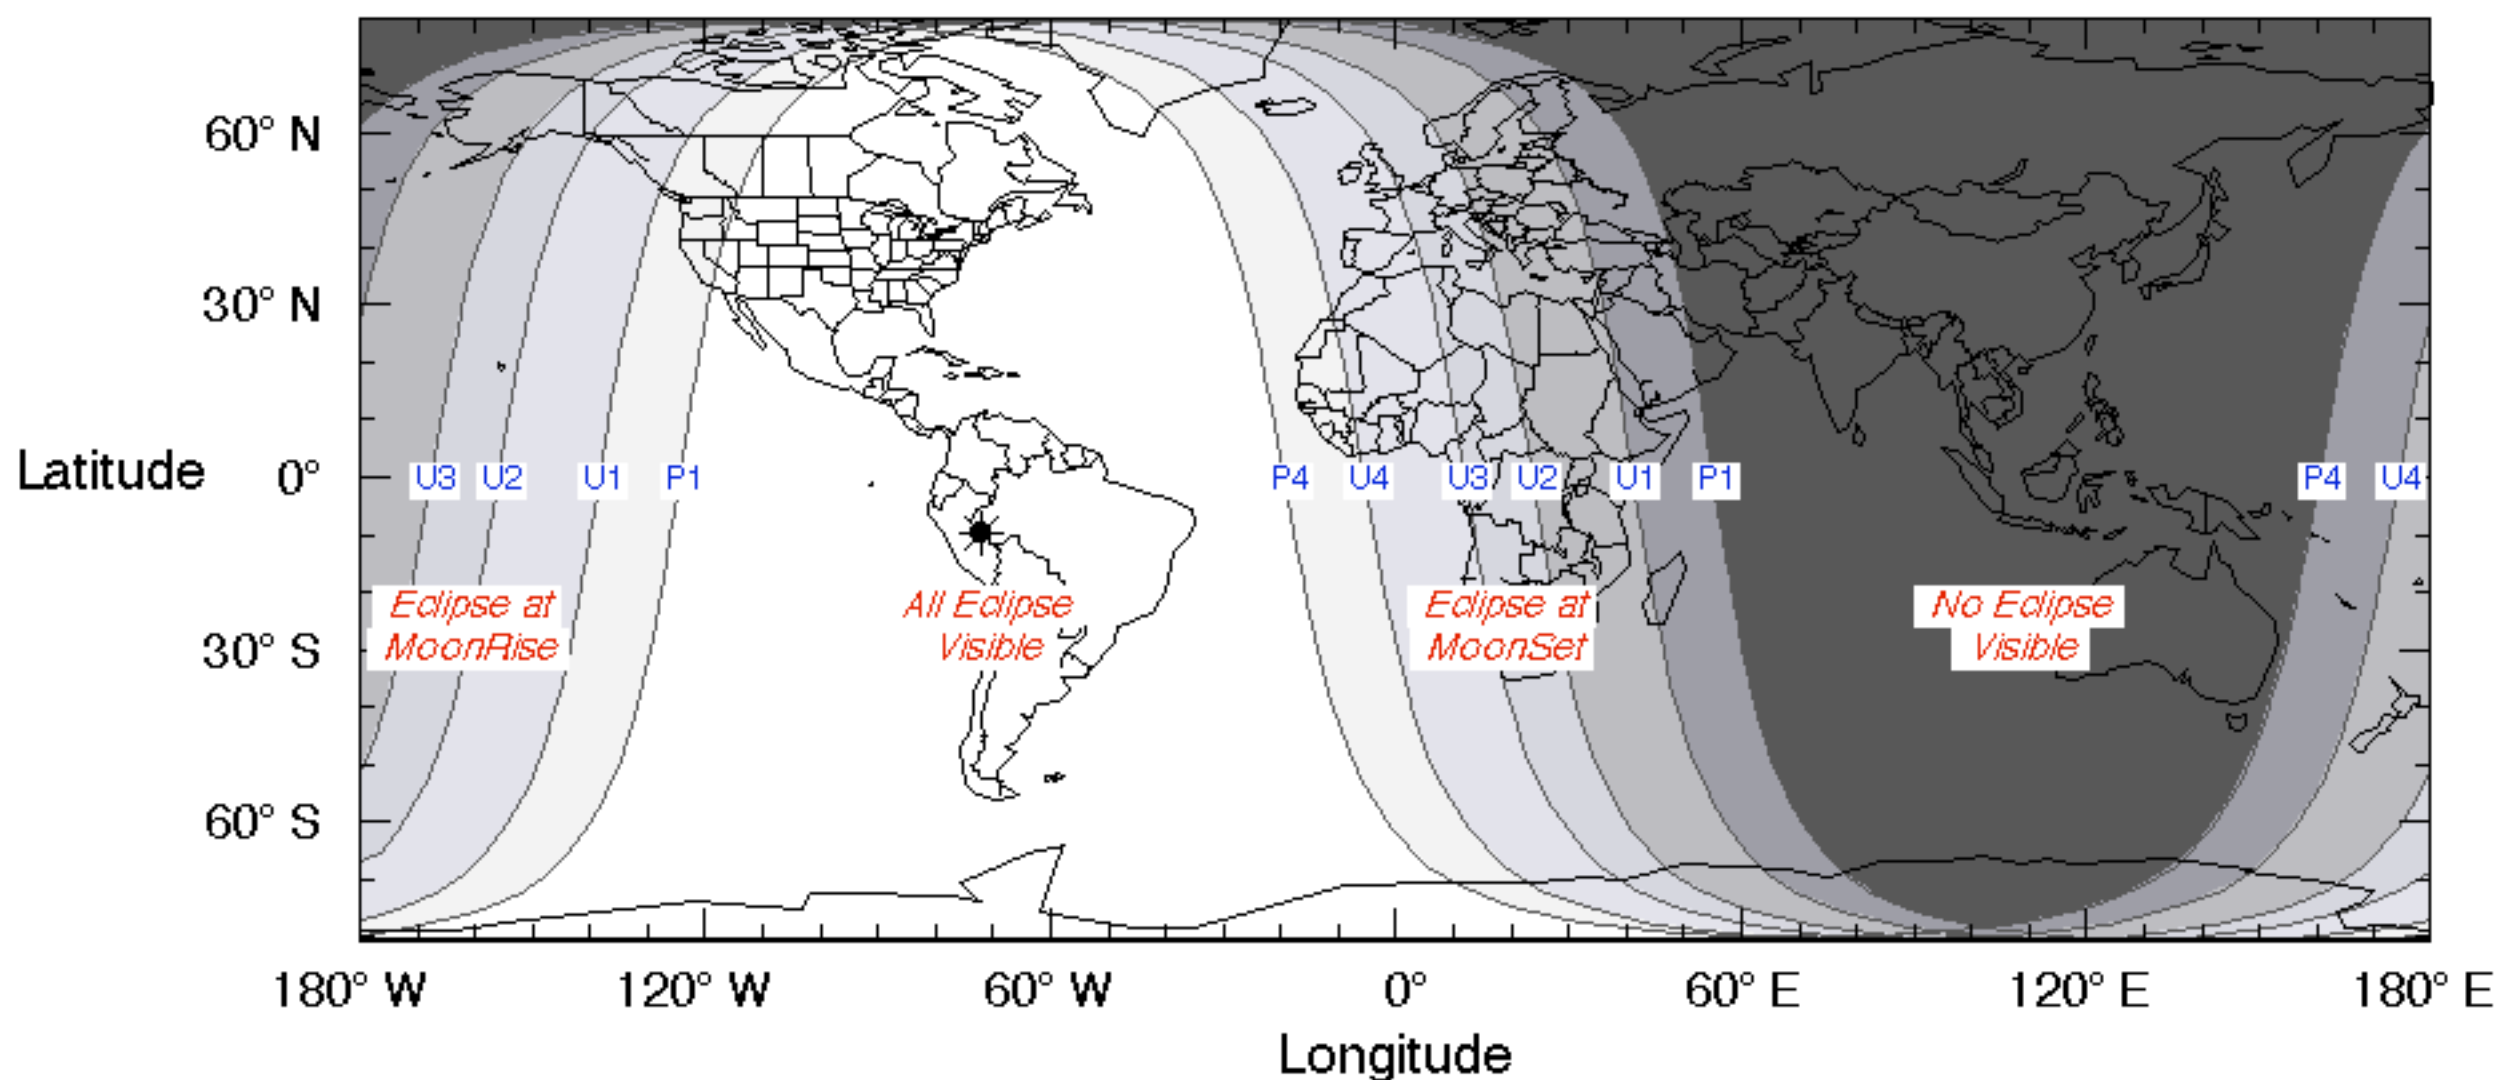 60° N
30° N
Latitude 0°
U3 U2 U1 P1 P4 U4 U3 U2 U1 P1 P4 U4
Eclipse at MoonRise
All Eclipse Visible
Eclipse at MoonSet
No Eclipse Visible
30° S
60° S
180° W 120° W 60° W 0° 60° E 120° E 180° E
Longitude